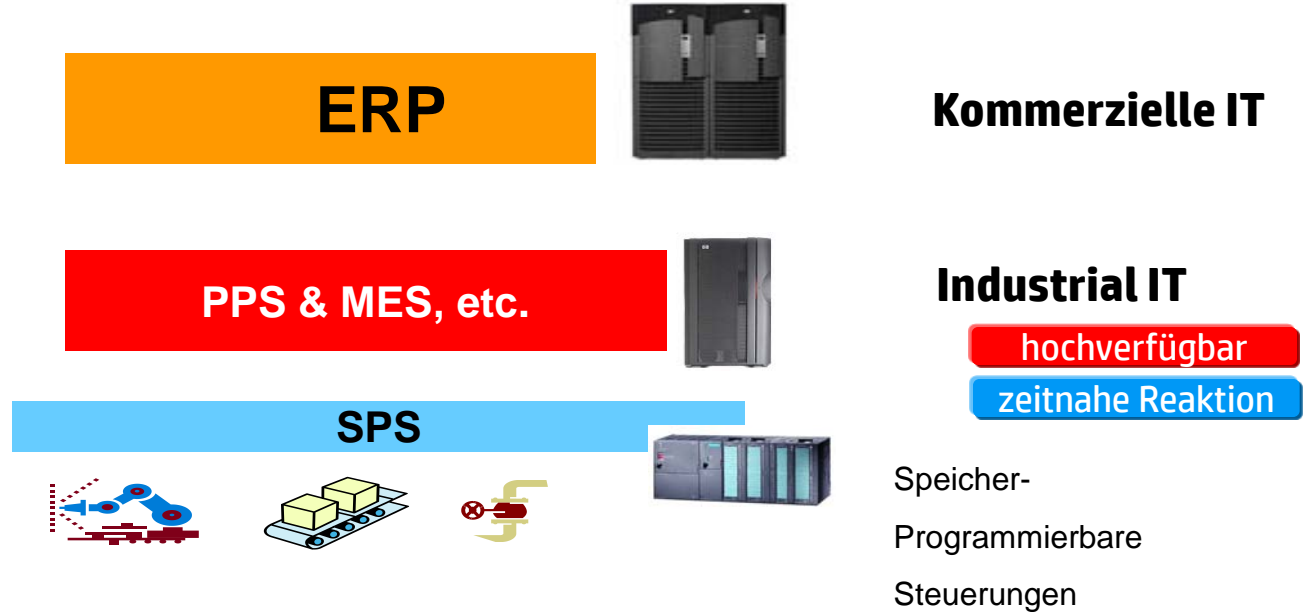 ERP
Kommerzielle IT
PPS & MES, etc.
Industrial IT
hochverfügbar
zeitnahe Reaktion
SPS
Speicher-
Programmierbare
Steuerungen